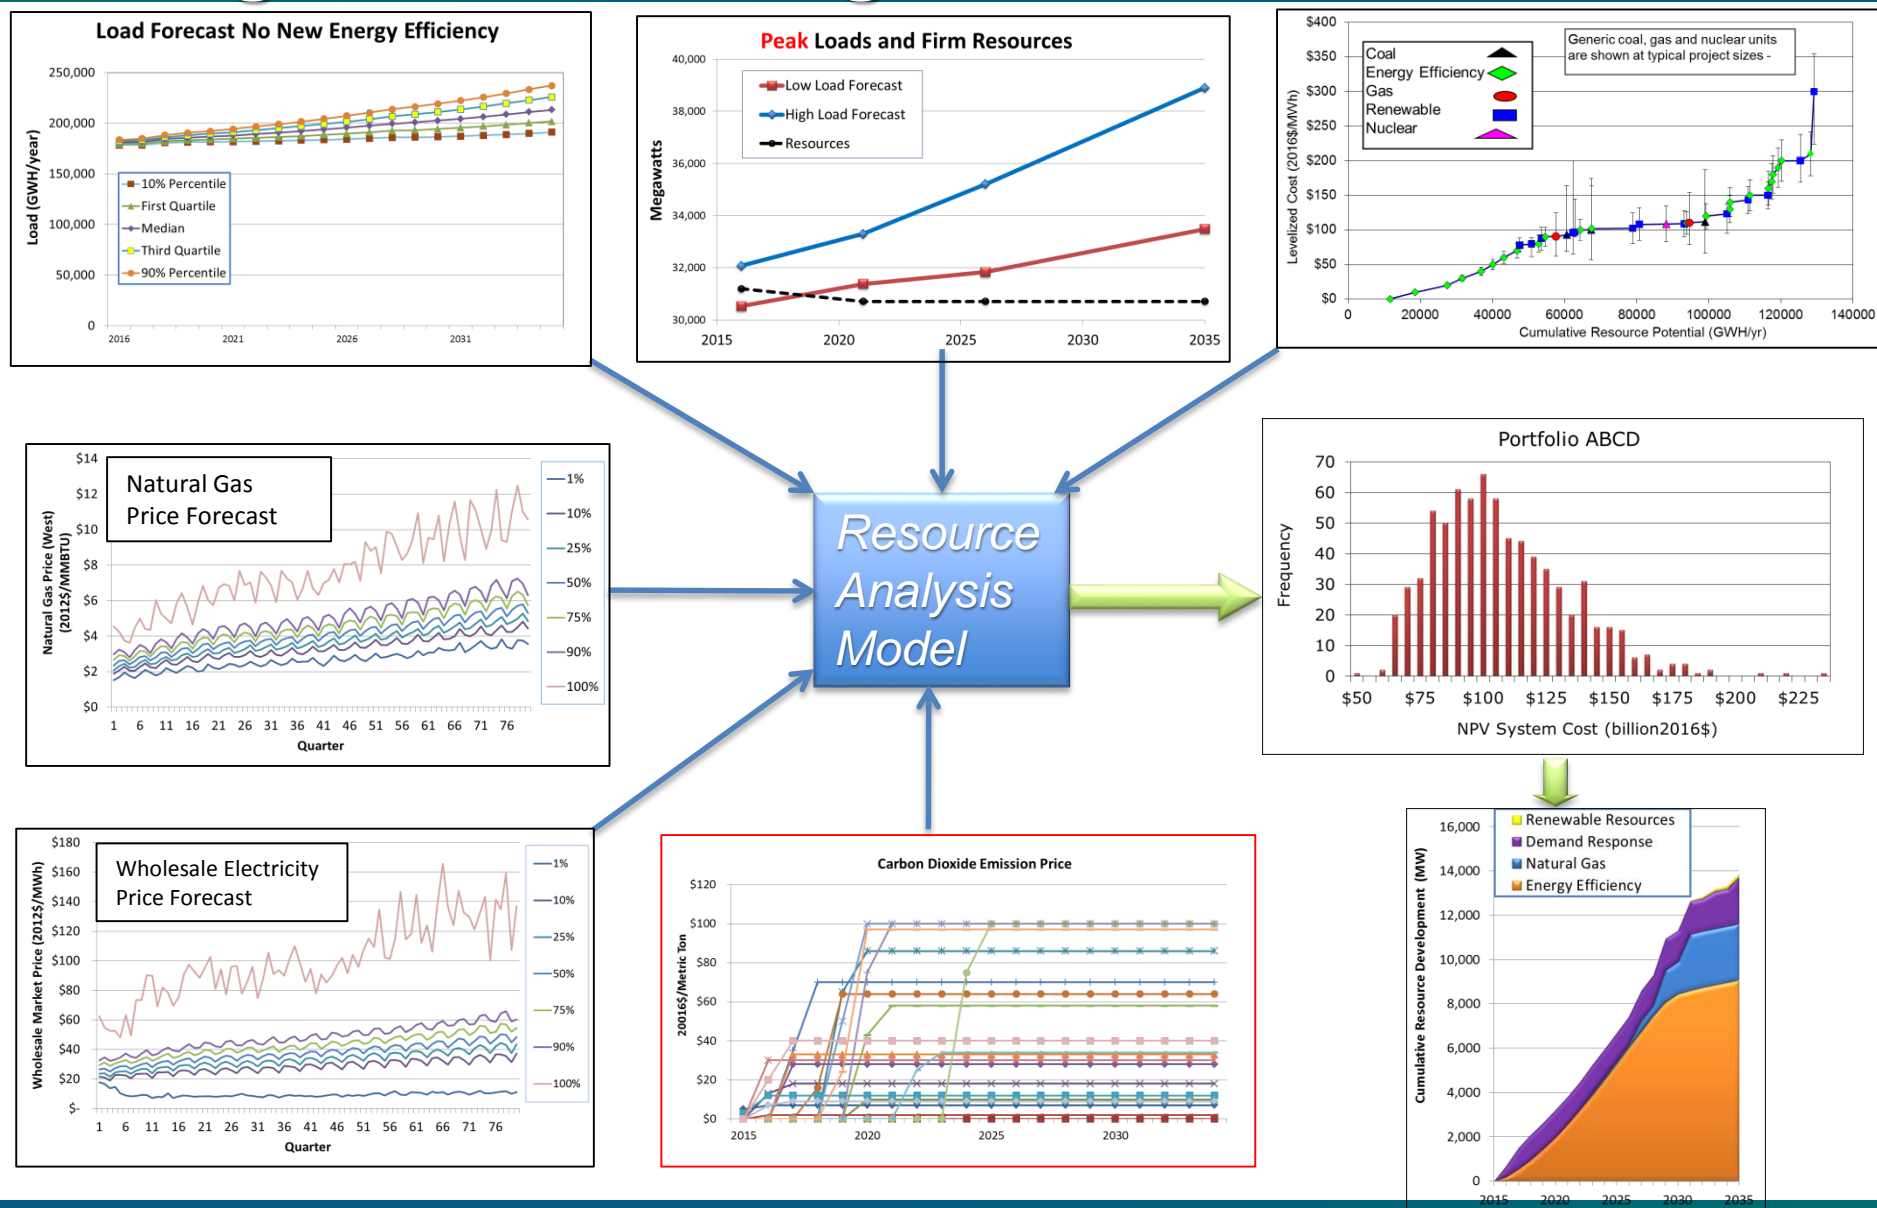 Load Forecast No New Energy Efficiency
250,000
200,000
150,000
100,000
50,000
0
Load (GWH/year)
10% Percentile
First Quartile
Median
Third Quartile
90% Percentile
2016 2021 2026 2031
Peak Loads and Firm Resources
40,000
38,000
36,000
34,000
32,000
30,000
Megawatts
Low Load Forecast
High Load Forecast
Resources
2015 2020 2025 2030 2035
$400
$350
$300
$250
$200
$150
$100
$50
$0
Levelized Cost (2016$/MWh)
Coal
Energy Efficiency
Gas
Renewable
Nuclear
Generic coal, gas and nuclear units
are shown at typical project sizes -
0 20000 40000 60000 80000 100000 120000 140000
Cumulative Resource Potential (GWH/yr)
Natural Gas
Price Forecast
$14
$12
$10
$8
$6
$4
$2
$0
Natural Gas Price (West)
(2012$/MMBTU)
1%
10%
25%
50%
75%
90%
100%
1 6 11 16 21 26 31 36 41 46 51 56 61 66 71 76
Quarter
Resource
Analysis
Model
Portfolio ABCD
70
60
50
40
30
20
10
0
Frequency
$50 $75 $100 $125 $150 $175 $200 $225
NPV System Cost (billion2016$)
Wholesale Electricity
Price Forecast
$180
$160
$140
$120
$100
$80
$60
$40
$20
$-
Wholesale Market Price (2012$/MWh)
1%
10%
25%
50%
75%
90%
100%
1 6 11 16 21 26 31 36 41 46 51 56 61 66 71 76
Quarter
Carbon Dioxide Emission Price
$120
$100
$80
$60
$40
$20
$0
20016$/Metric Ton
2015 2020 2025 2030
Renewable Resources
Demand Response
Natural Gas
Energy Efficiency
16,000
14,000
12,000
10,000
8,000
6,000
4,000
2,000
0
Cumulative Resource Development (MW)
2015 2020 2025 2030 2035